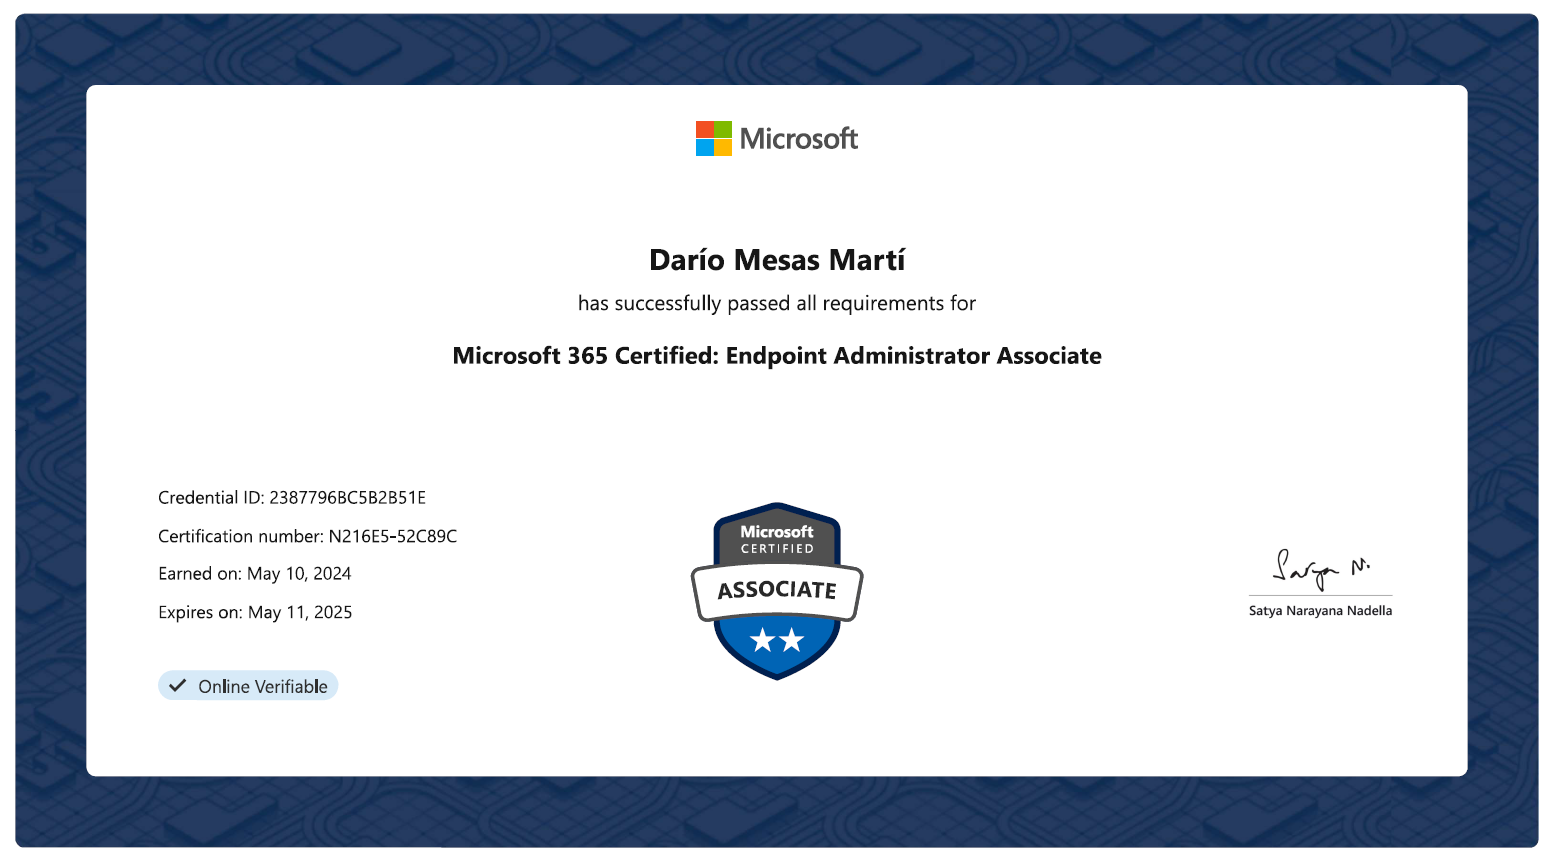 Microsoft
Darío Mesas Martí
has successfully passed all requirements for
Microsoft 365 Certified: Endpoint Administrator Associate
Credential ID: 2387796BC5B2B51E
Certification number: N216E5-52C89C
Earned on: May 10, 2024
Expires on: May 11, 2025
Online Verifiable
Microsoft
CERTIFIED
ASSOCIATE
Satya N.
Satya Narayana Nadella